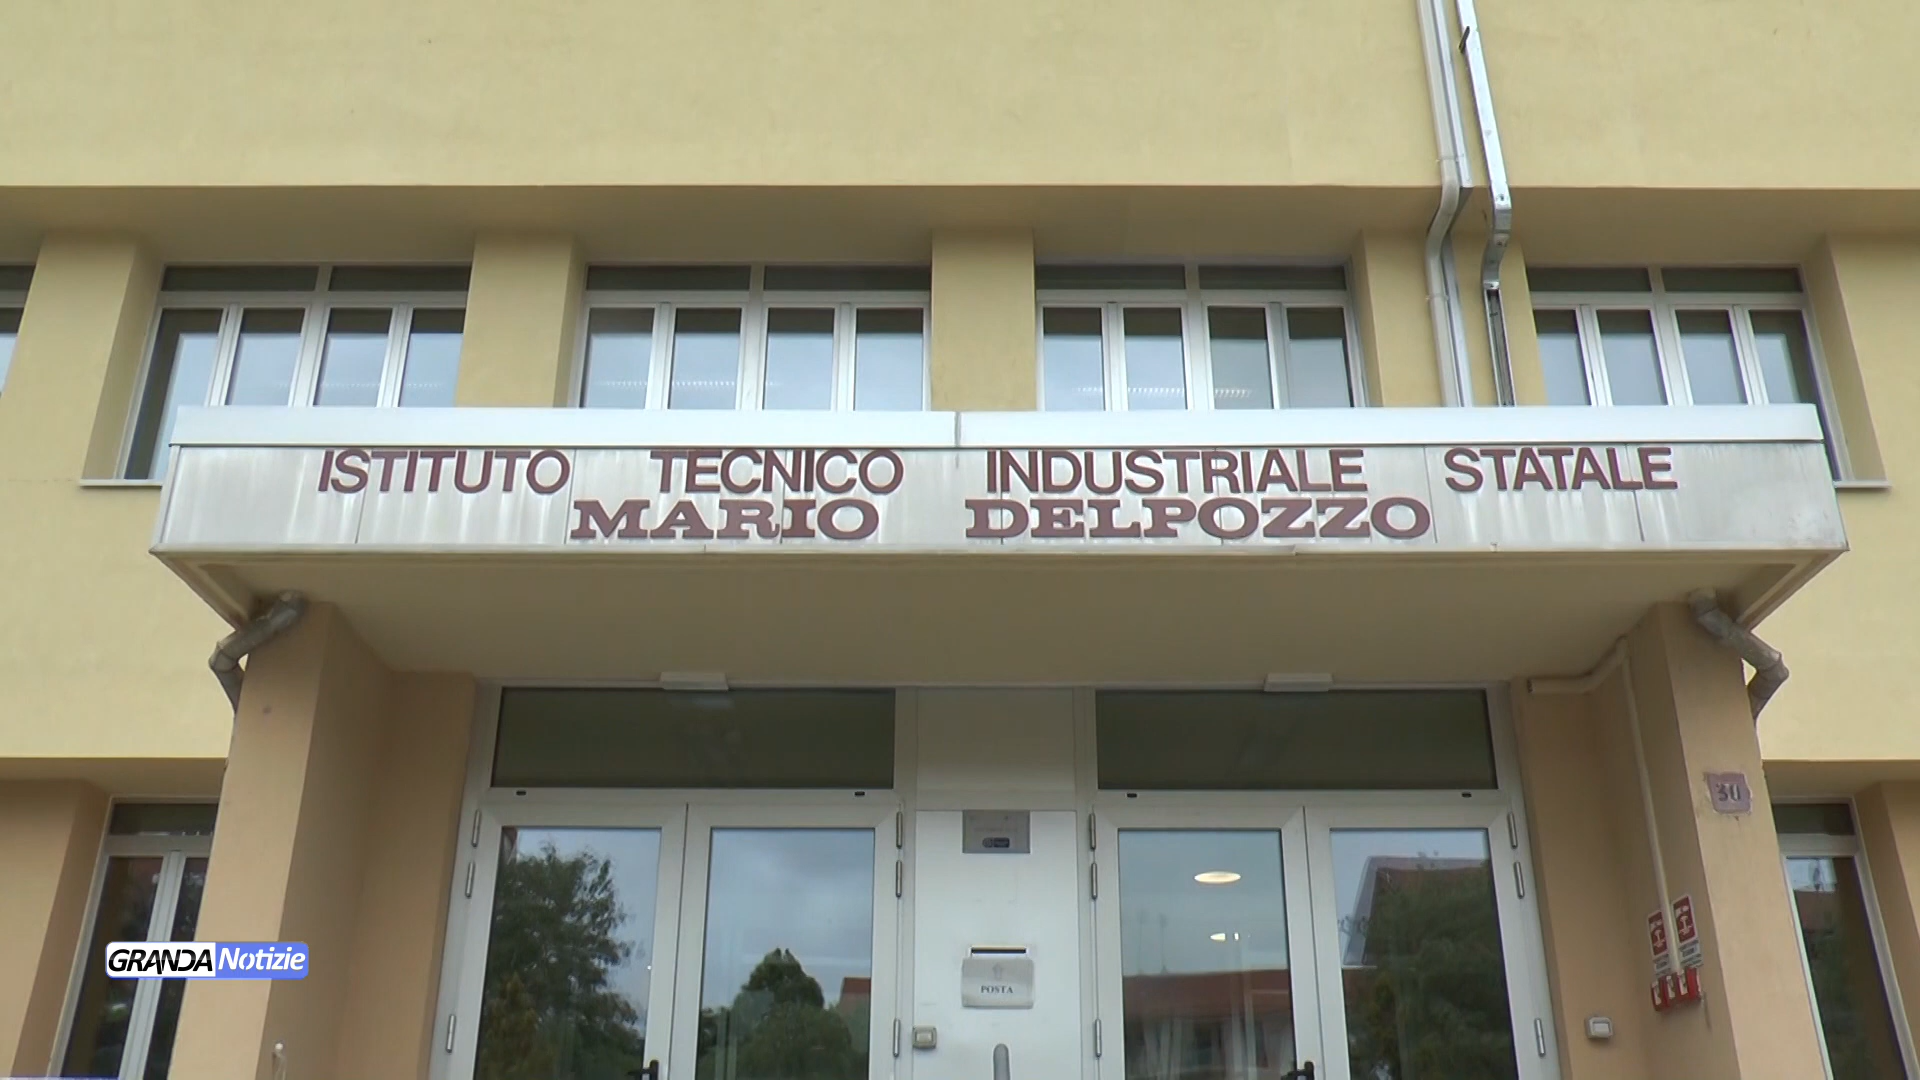 ISTITUTO TECNICO INDUSTRIALE STATALE
MARIO DELPOZZO
30
POSTA
GRANDA Notizie